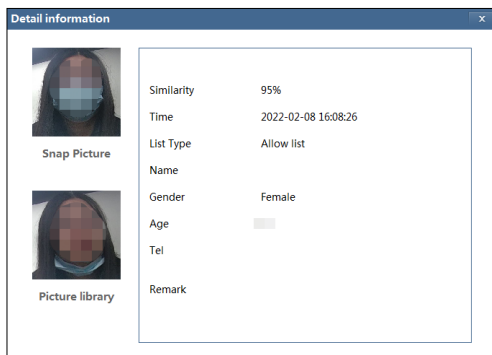 Detail information
x
Snap Picture
Picture library
Similarity 95%
Time 2022-02-08 16:08:26
List Type Allow list
Name
Gender Female
Age
Tel
Remark